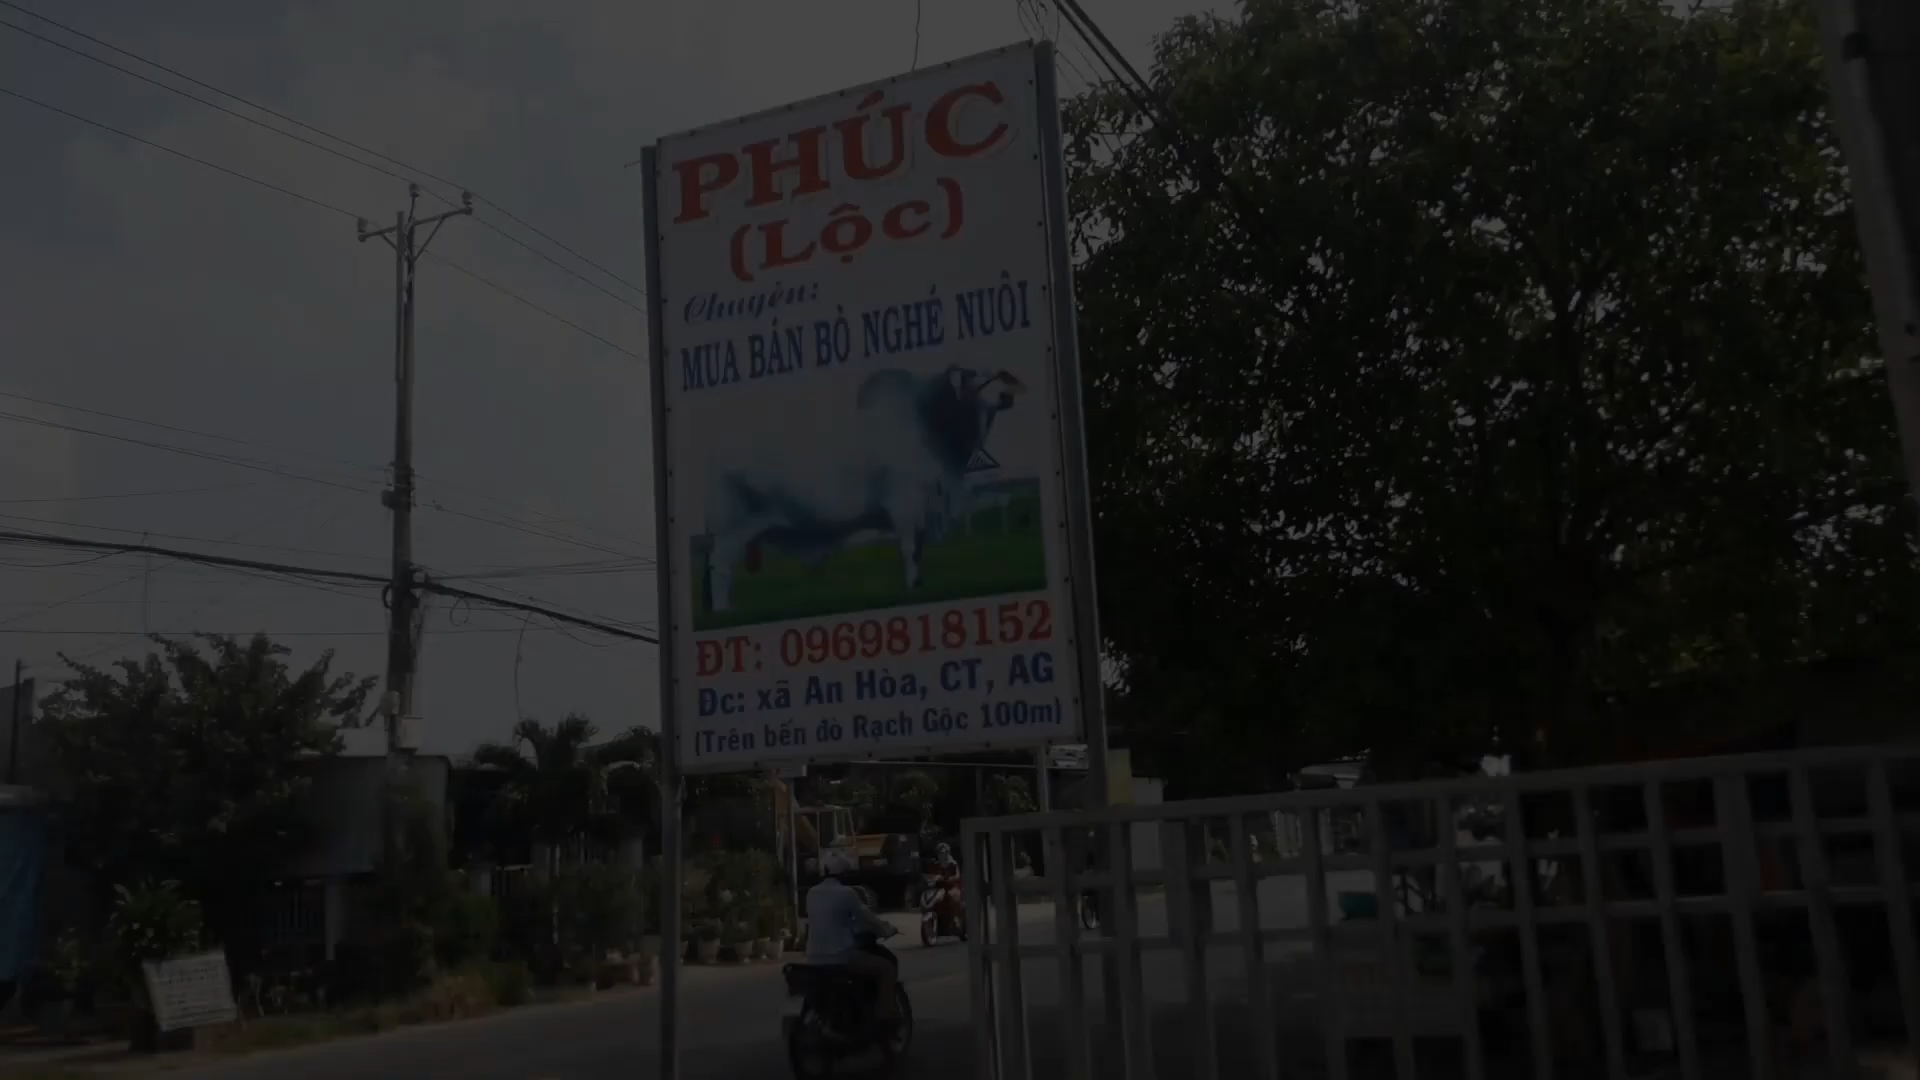 PHÚC
(Lộc)
Chuyên:
MUA BÁN BÒ NGHÉ NUÔI
ĐT: 0969818152
Đc: xã An Hòa, CT, AG
(Trên bến đò Rạch Gộc 100m)